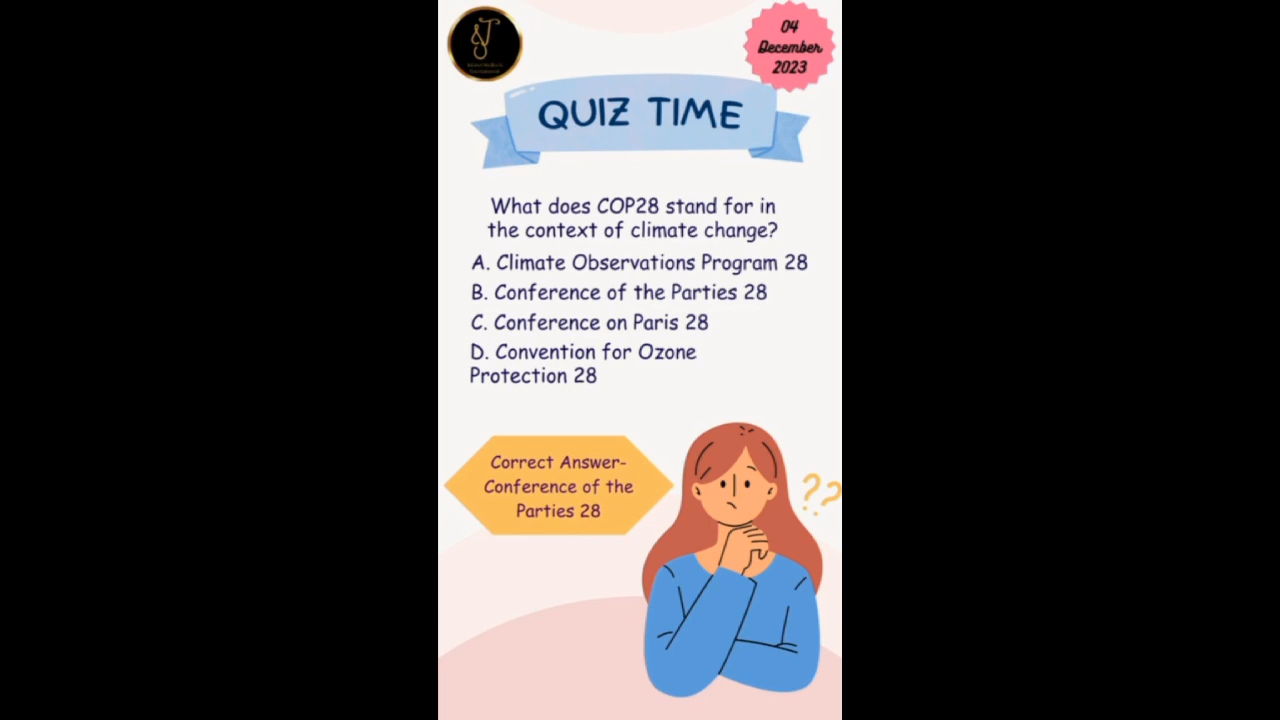 04
December
2023
QUIZ TIME
What does COP28 stand for in
the context of climate change?
A. Climate Observations Program 28
B. Conference of the Parties 28
C. Conference on Paris 28
D. Convention for Ozone
Protection 28
Correct Answer-
Conference of the
Parties 28
??